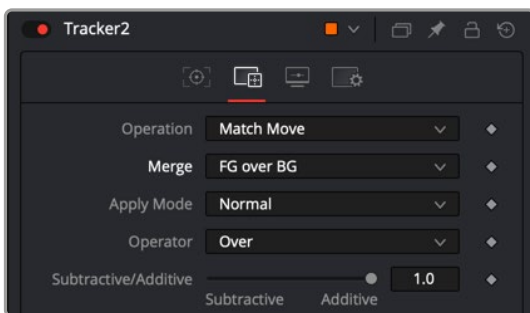 Tracker2
Operation Match Move
Merge FG over BG
Apply Mode Normal
Operator Over
Subtractive/Additive 1.0
Subtractive Additive